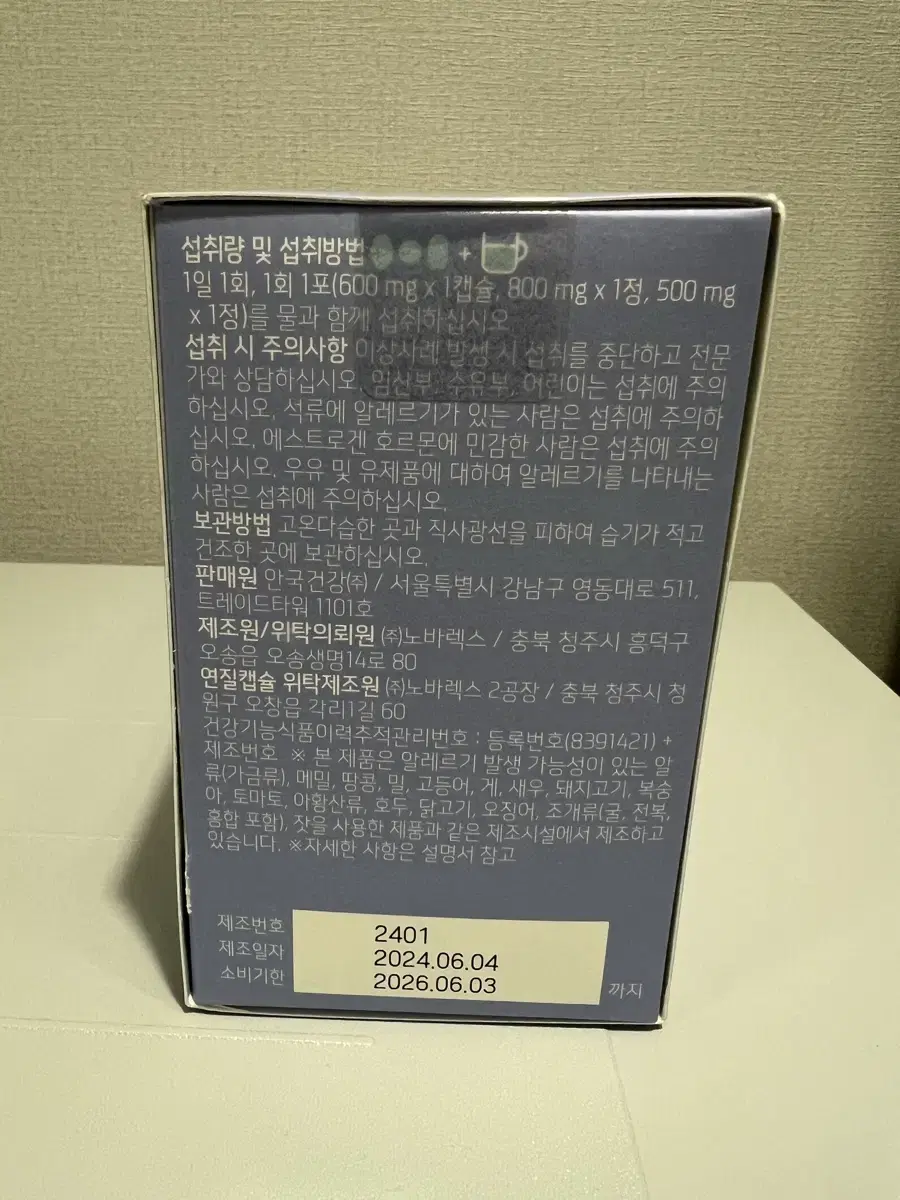 섭취량 및 섭취방법 +
1일 1회, 1회 1포(600 mg x 1캡슐, 800 mg x 1정, 500 mg
x 1정)를 물과 함께 섭취하십시오
섭취 시 주의사항 이상사례 발생 시 섭취를 중단하고 전문
가와 상담하십시오. 임산부, 수유부, 어린이는 섭취에 주의
하십시오. 석류에 알레르기가 있는 사람은 섭취에 주의하
십시오. 에스트로겐 호르몬에 민감한 사람은 섭취에 주의
하십시오. 우유 및 유제품에 대하여 알레르기를 나타내는
사람은 섭취에 주의하십시오.
보관방법 고온다습한 곳과 직사광선을 피하여 습기가 적고
건조한 곳에 보관하십시오.
판매원 안국건강(주) / 서울특별시 강남구 영동대로 511,
트레이드타워 1101호
제조원/위탁의뢰원 (주)노바렉스 / 충북 청주시 흥덕구
오송읍 오송생명14로 80
연질캡슐 위탁제조원 (주)노바렉스 2공장 / 충북 청주시 청
원구 오창읍 각리1길 60
건강기능식품이력추적관리번호 : 등록번호(8391421) +
제조번호 ※ 본 제품은 알레르기 발생 가능성이 있는 알
류(가금류), 메밀, 땅콩, 밀, 고등어, 게, 새우, 돼지고기, 복숭
아, 토마토, 아황산류, 호두, 닭고기, 오징어, 조개류(굴, 전복,
홍합 포함), 잣을 사용한 제품과 같은 제조시설에서 제조하고
있습니다. ※자세한 사항은 설명서 참고
제조번호 2401
제조일자 2024.06.04
소비기한 2026.06.03 까지